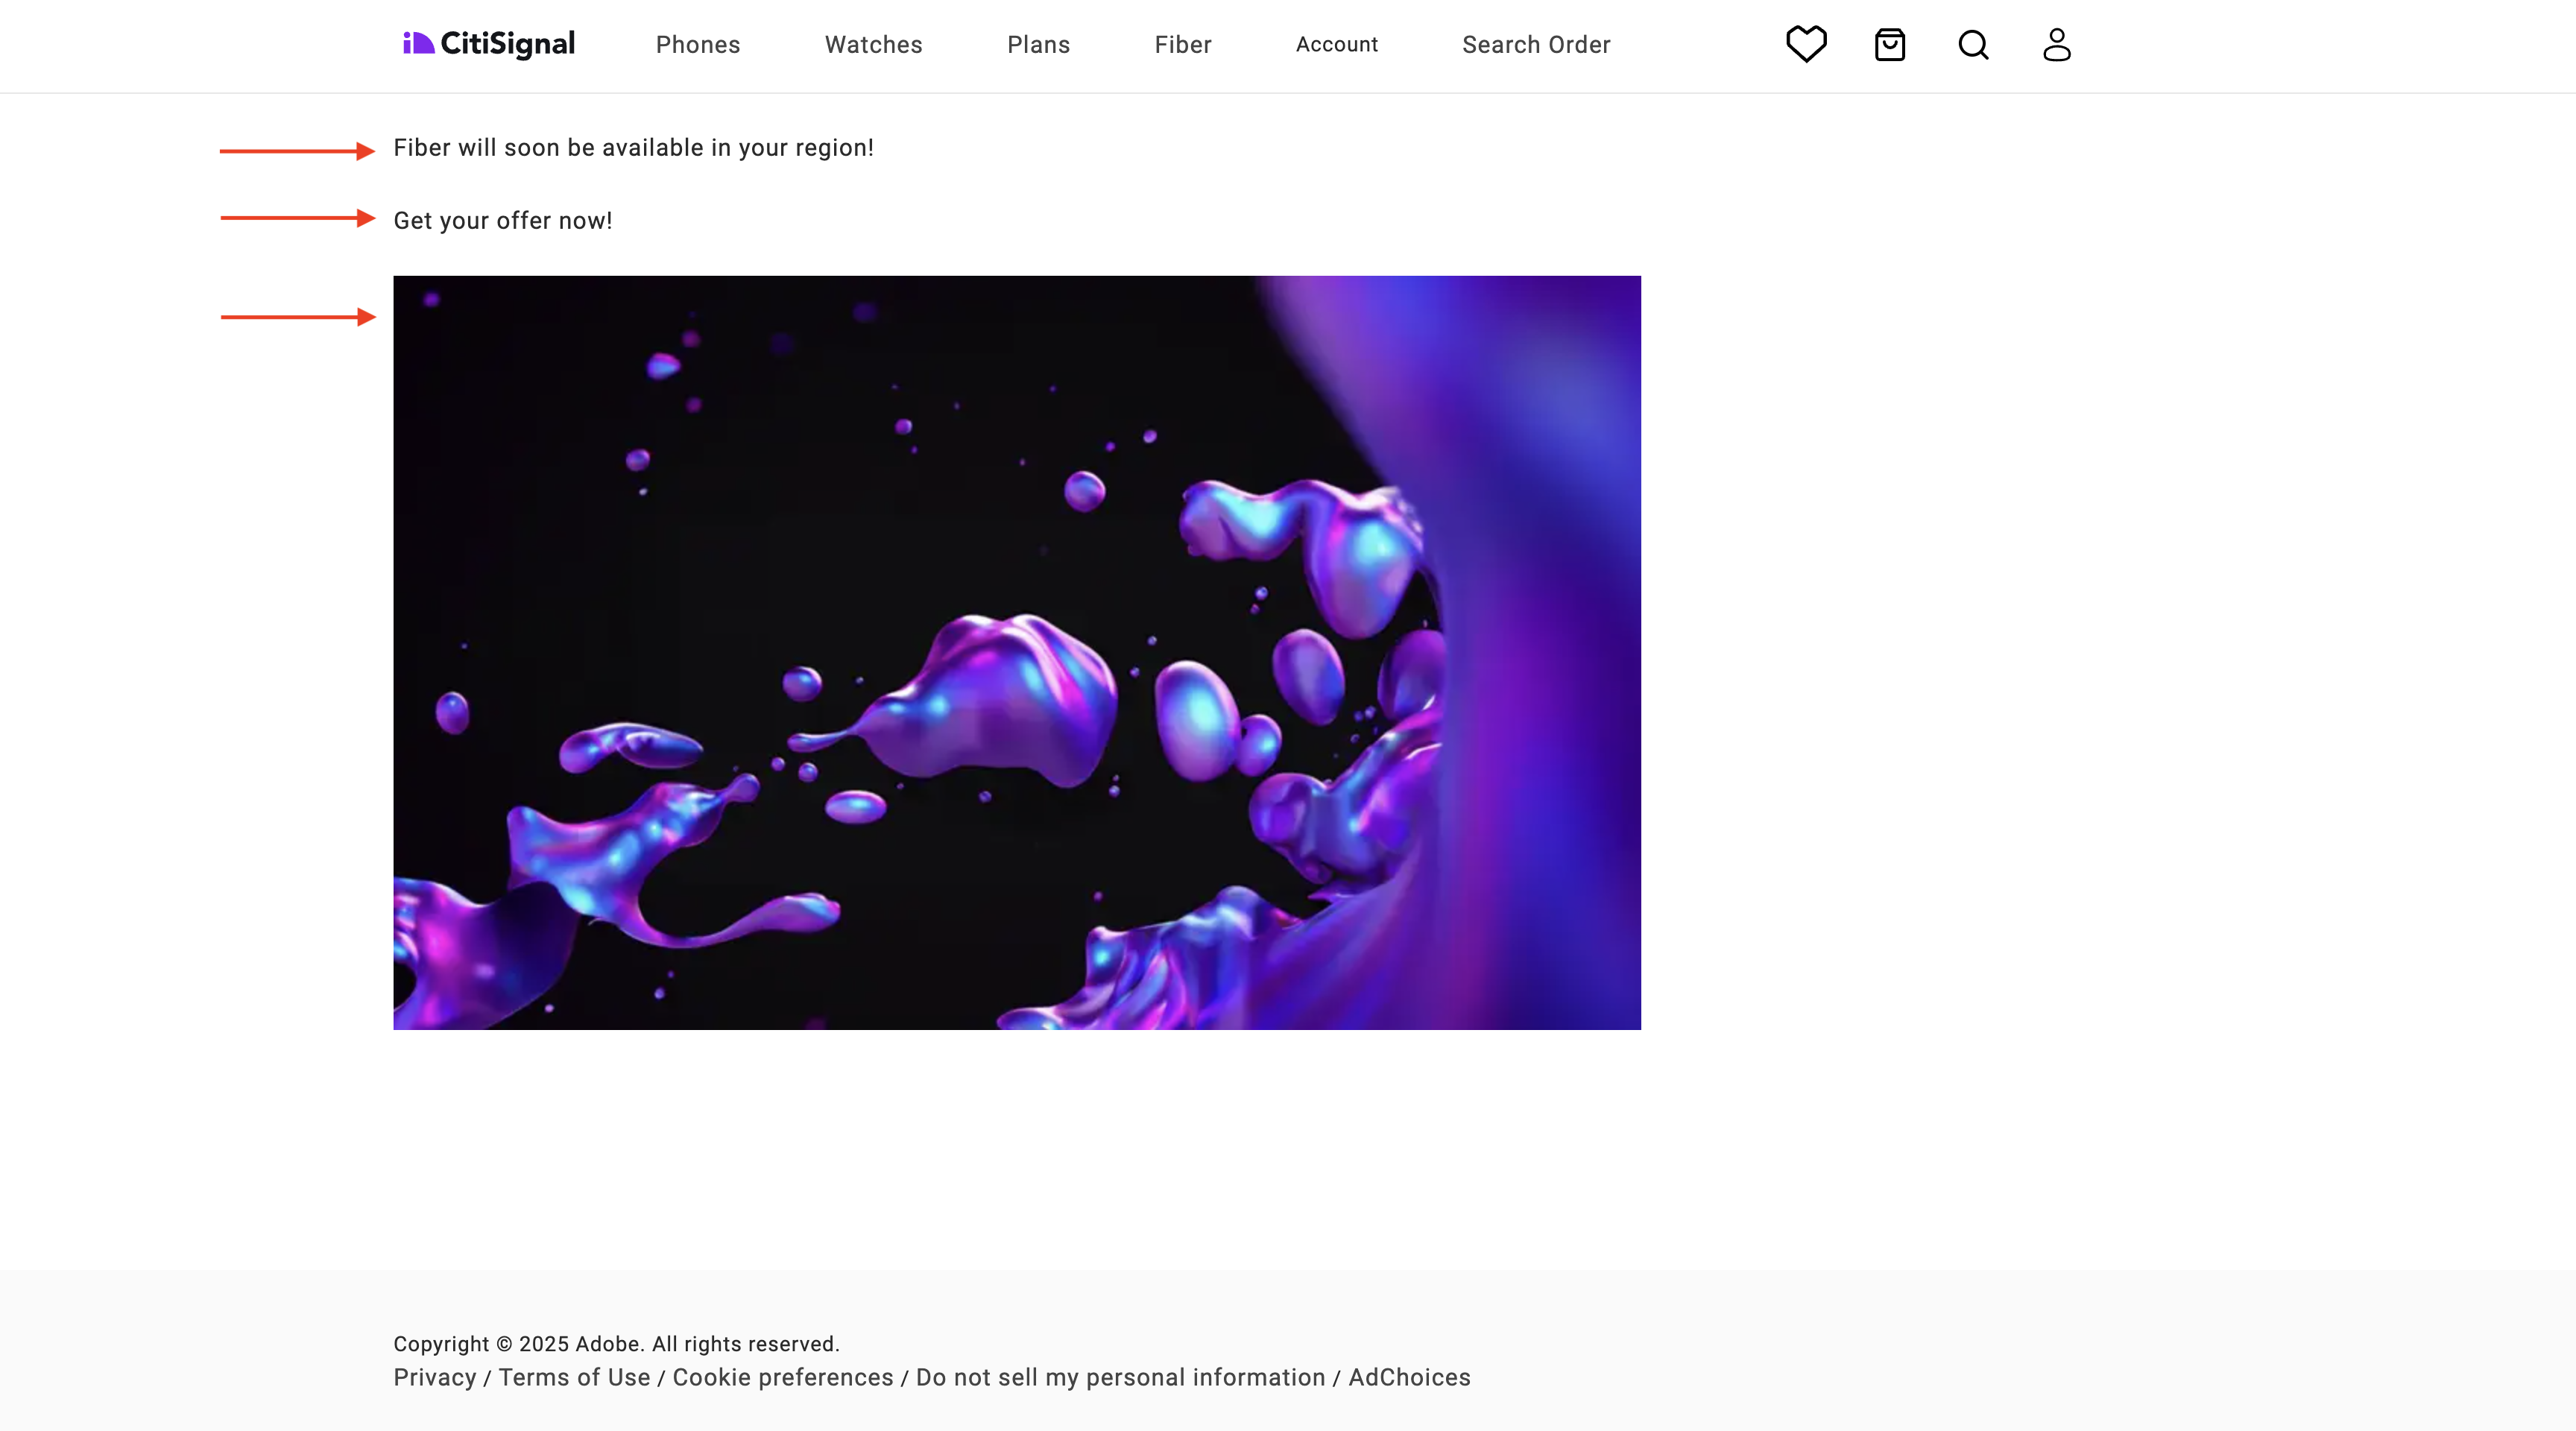 CitiSignal Phones Watches Plans Fiber Account Search Order
Fiber will soon be available in your region!
Get your offer now!
Copyright © 2025 Adobe. All rights reserved.
Privacy / Terms of Use / Cookie preferences / Do not sell my personal information / AdChoices